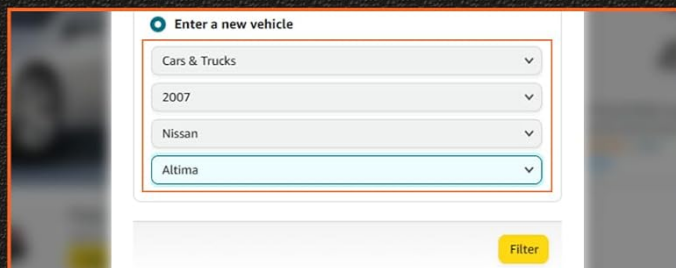 Enter a new vehicle
Cars & Trucks
2007
Nissan
Altima
Filter